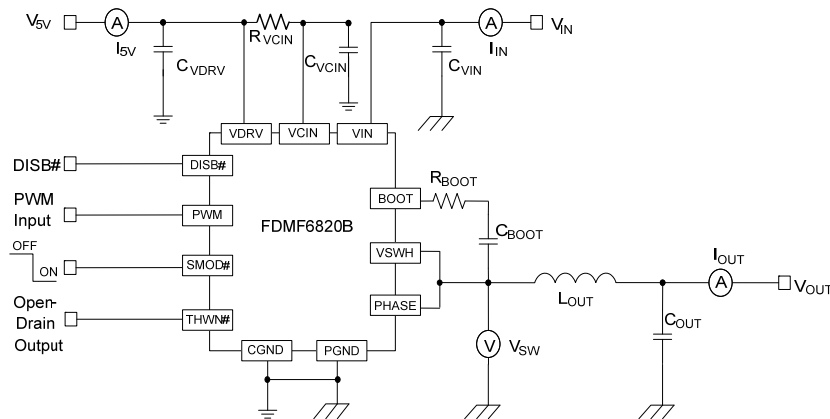 V5V
A
I5V
RVCIN
A
IIN
VIN
CVDRV
CVCIN
CVIN
VDRV
VCIN
VIN
DISB#
DISB#
PWM
Input
PWM
OFF
ON
SMOD#
Open-
Drain
Output
THWN#
FDMF6820B
BOOT
RBOOT
CBOOT
VSWH
PHASE
LOUT
IOUT
A
VOUT
COUT
V
VSW
CGND
PGND